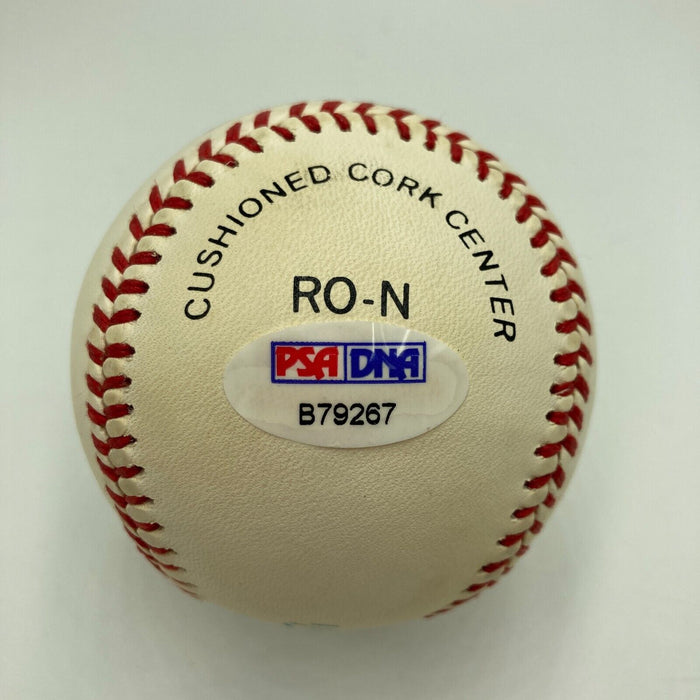 CUSHIONED CORK CENTER
RO-N
PSA DNA
B79267